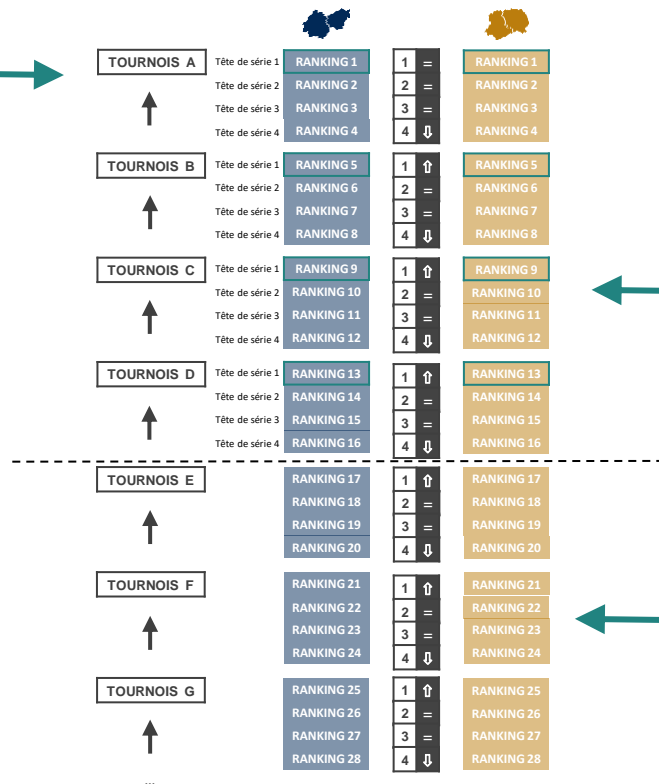 TOURNOIS A Tête de série 1 RANKING 1 1 = RANKING 1
Tête de série 2 RANKING 2 2 = RANKING 2
Tête de série 3 RANKING 3 3 = RANKING 3
Tête de série 4 RANKING 4 4 ⇩ RANKING 4
TOURNOIS B Tête de série 1 RANKING 5 1 ⇧ RANKING 5
Tête de série 2 RANKING 6 2 = RANKING 6
Tête de série 3 RANKING 7 3 = RANKING 7
Tête de série 4 RANKING 8 4 ⇩ RANKING 8
TOURNOIS C Tête de série 1 RANKING 9 1 ⇧ RANKING 9
Tête de série 2 RANKING 10 2 = RANKING 10
Tête de série 3 RANKING 11 3 = RANKING 11
Tête de série 4 RANKING 12 4 ⇩ RANKING 12
TOURNOIS D Tête de série 1 RANKING 13 1 ⇧ RANKING 13
Tête de série 2 RANKING 14 2 = RANKING 14
Tête de série 3 RANKING 15 3 = RANKING 15
Tête de série 4 RANKING 16 4 ⇩ RANKING 16
TOURNOIS E RANKING 17 1 ⇧ RANKING 17
RANKING 18 2 = RANKING 18
RANKING 19 3 = RANKING 19
RANKING 20 4 ⇩ RANKING 20
TOURNOIS F RANKING 21 1 ⇧ RANKING 21
RANKING 22 2 = RANKING 22
RANKING 23 3 = RANKING 23
RANKING 24 4 ⇩ RANKING 24
TOURNOIS G RANKING 25 1 ⇧ RANKING 25
RANKING 26 2 = RANKING 26
RANKING 27 3 = RANKING 27
RANKING 28 4 ⇩ RANKING 28
...